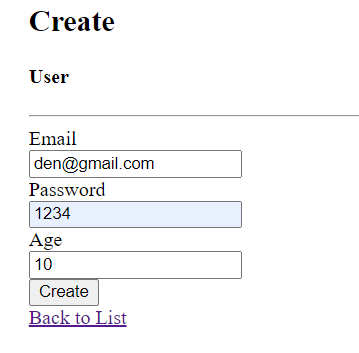 Create
User
Email
den@gmail.com
Password
1234
Age
10
Create
Back to List